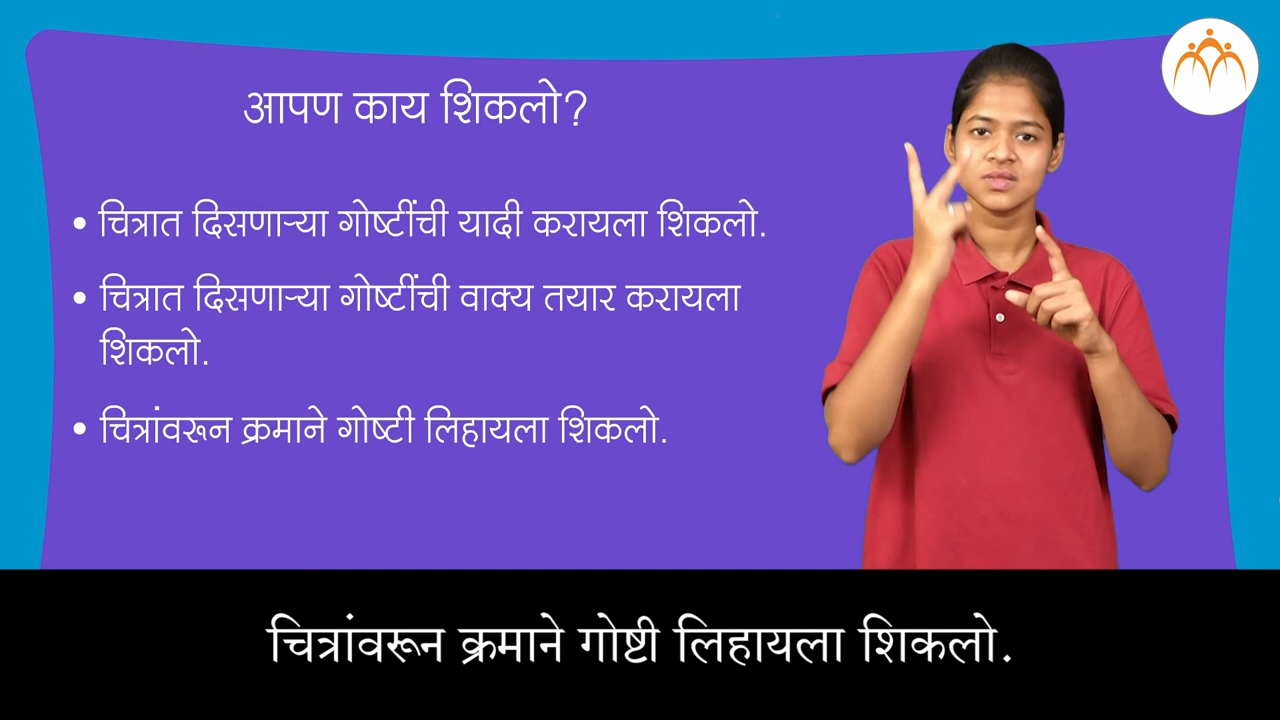 आपण काय शिकलो?
• चित्रात दिसणाऱ्या गोष्टींची यादी करायला शिकलो.
• चित्रात दिसणाऱ्या गोष्टींची वाक्य तयार करायला
शिकलो.
• चित्रांवरून क्रमाने गोष्टी लिहायला शिकलो.
चित्रांवरून क्रमाने गोष्टी लिहायला शिकलो.